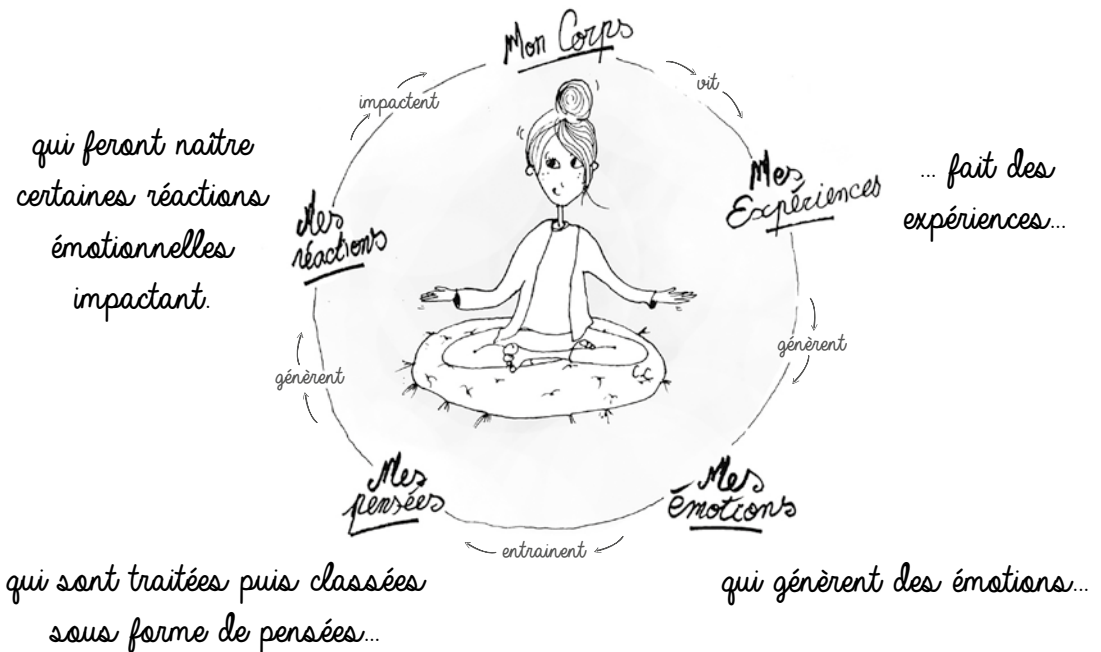 Mon Corps
vit
Mes
Expériences
... fait des
expériences...
génèrent
Mes
émotions
qui génèrent des émotions...
entrainent
Mes
pensées
qui sont traitées puis classées
sous forme de pensées...
génèrent
Mes
réactions
qui feront naître
certaines réactions
émotionnelles
impactant.
impactent
C.C